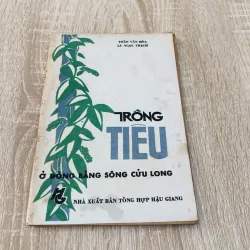 TRẦN VĂN HÒA
LÊ NGỌC THẠCH
TRỒNG
TIÊU
Ở ĐỒNG BẰNG SÔNG CỬU LONG
NHÀ XUẤT BẢN TỔNG HỢP HẬU GIANG